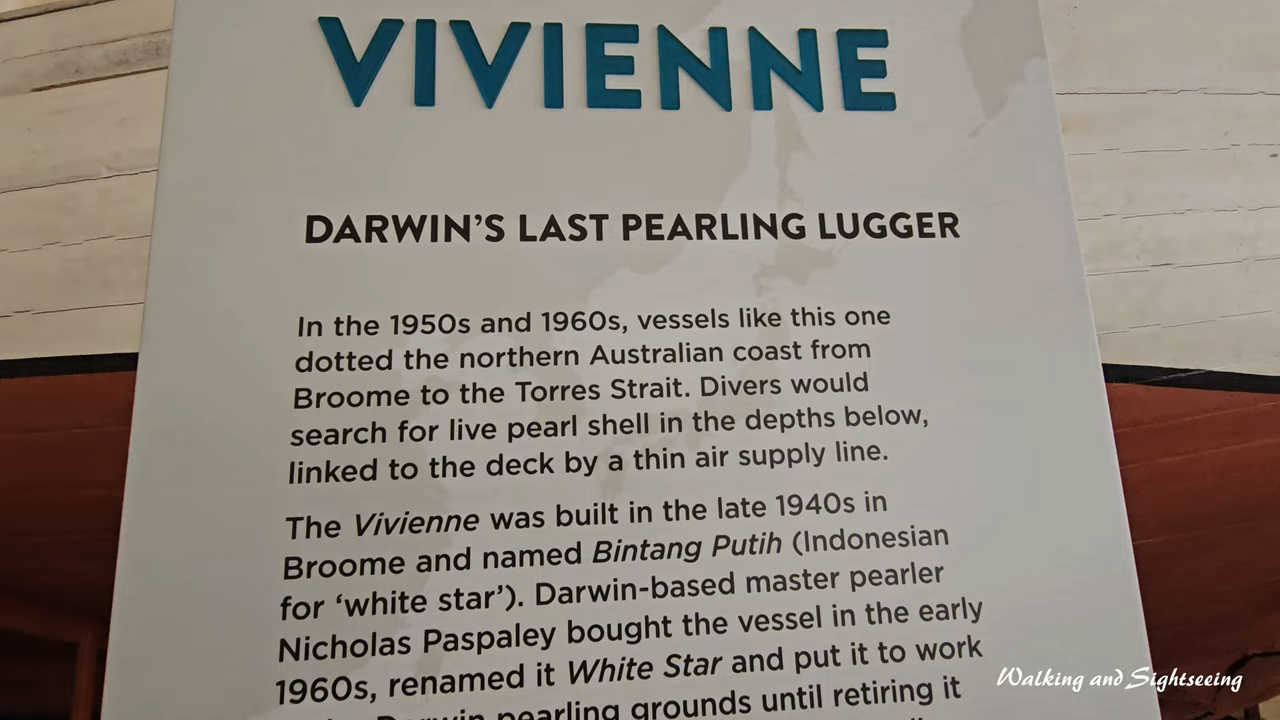 VIVIENNE
DARWIN'S LAST PEARLING LUGGER
In the 1950s and 1960s, vessels like this one
dotted the northern Australian coast from
Broome to the Torres Strait. Divers would
search for live pearl shell in the depths below,
linked to the deck by a thin air supply line.
The Vivienne was built in the late 1940s in
Broome and named Bintang Putih (Indonesian
for ‘white star’). Darwin-based master pearler
Nicholas Paspaley bought the vessel in the early
1960s, renamed it White Star and put it to work
Darwin pearling grounds until retiring it
Walking and Sightseeing